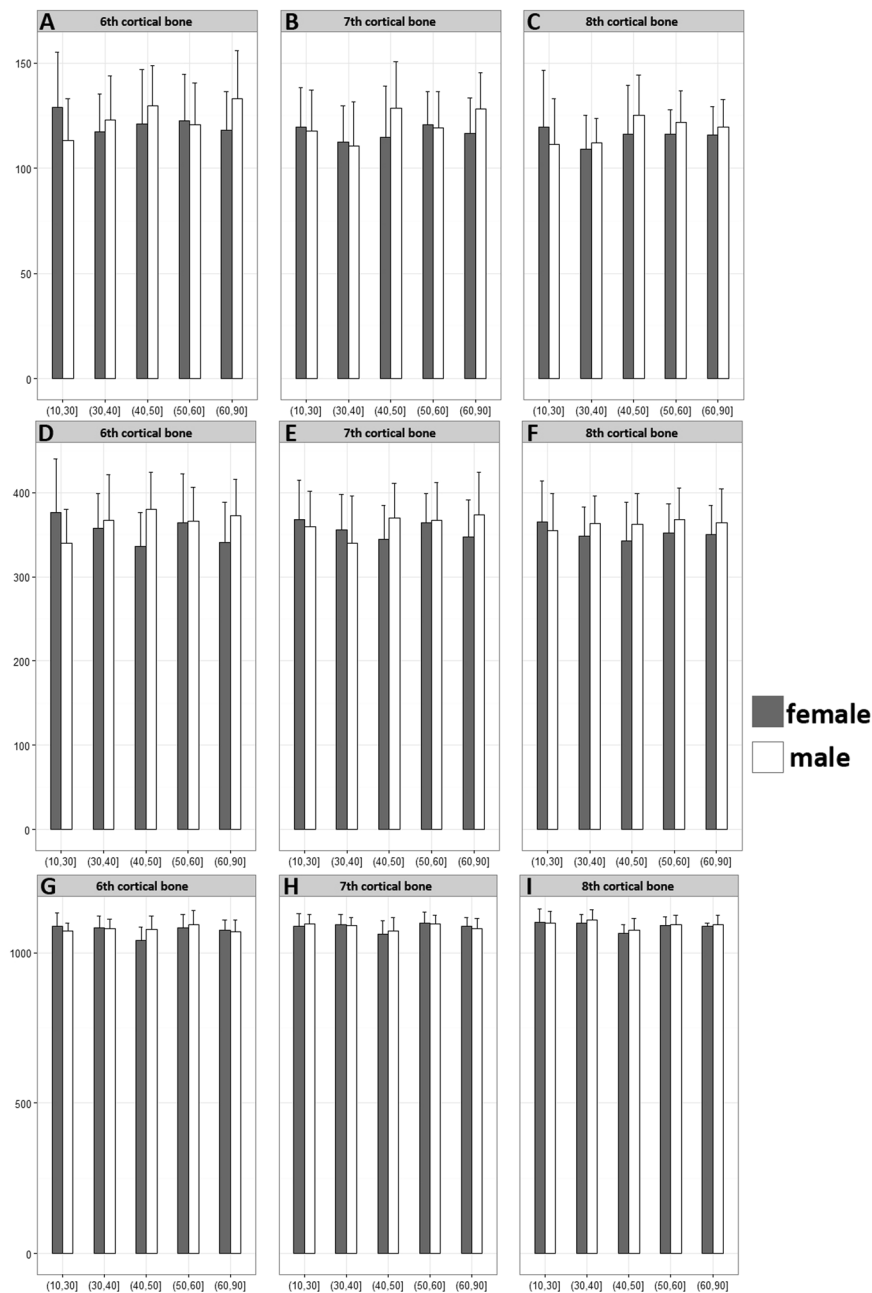 A 6th cortical bone
B 7th cortical bone
C 8th cortical bone
150
100
50
0
(10,30] (30,40] (40,50] (50,60] (60,90]
(10,30] (30,40] (40,50] (50,60] (60,90]
(10,30] (30,40] (40,50] (50,60] (60,90]
D 6th cortical bone
E 7th cortical bone
F 8th cortical bone
400
300
200
100
0
(10,30] (30,40] (40,50] (50,60] (60,90]
(10,30] (30,40] (40,50] (50,60] (60,90]
(10,30] (30,40] (40,50] (50,60] (60,90]
female
male
G 6th cortical bone
H 7th cortical bone
I 8th cortical bone
1000
500
0
(10,30] (30,40] (40,50] (50,60] (60,90]
(10,30] (30,40] (40,50] (50,60] (60,90]
(10,30] (30,40] (40,50] (50,60] (60,90]